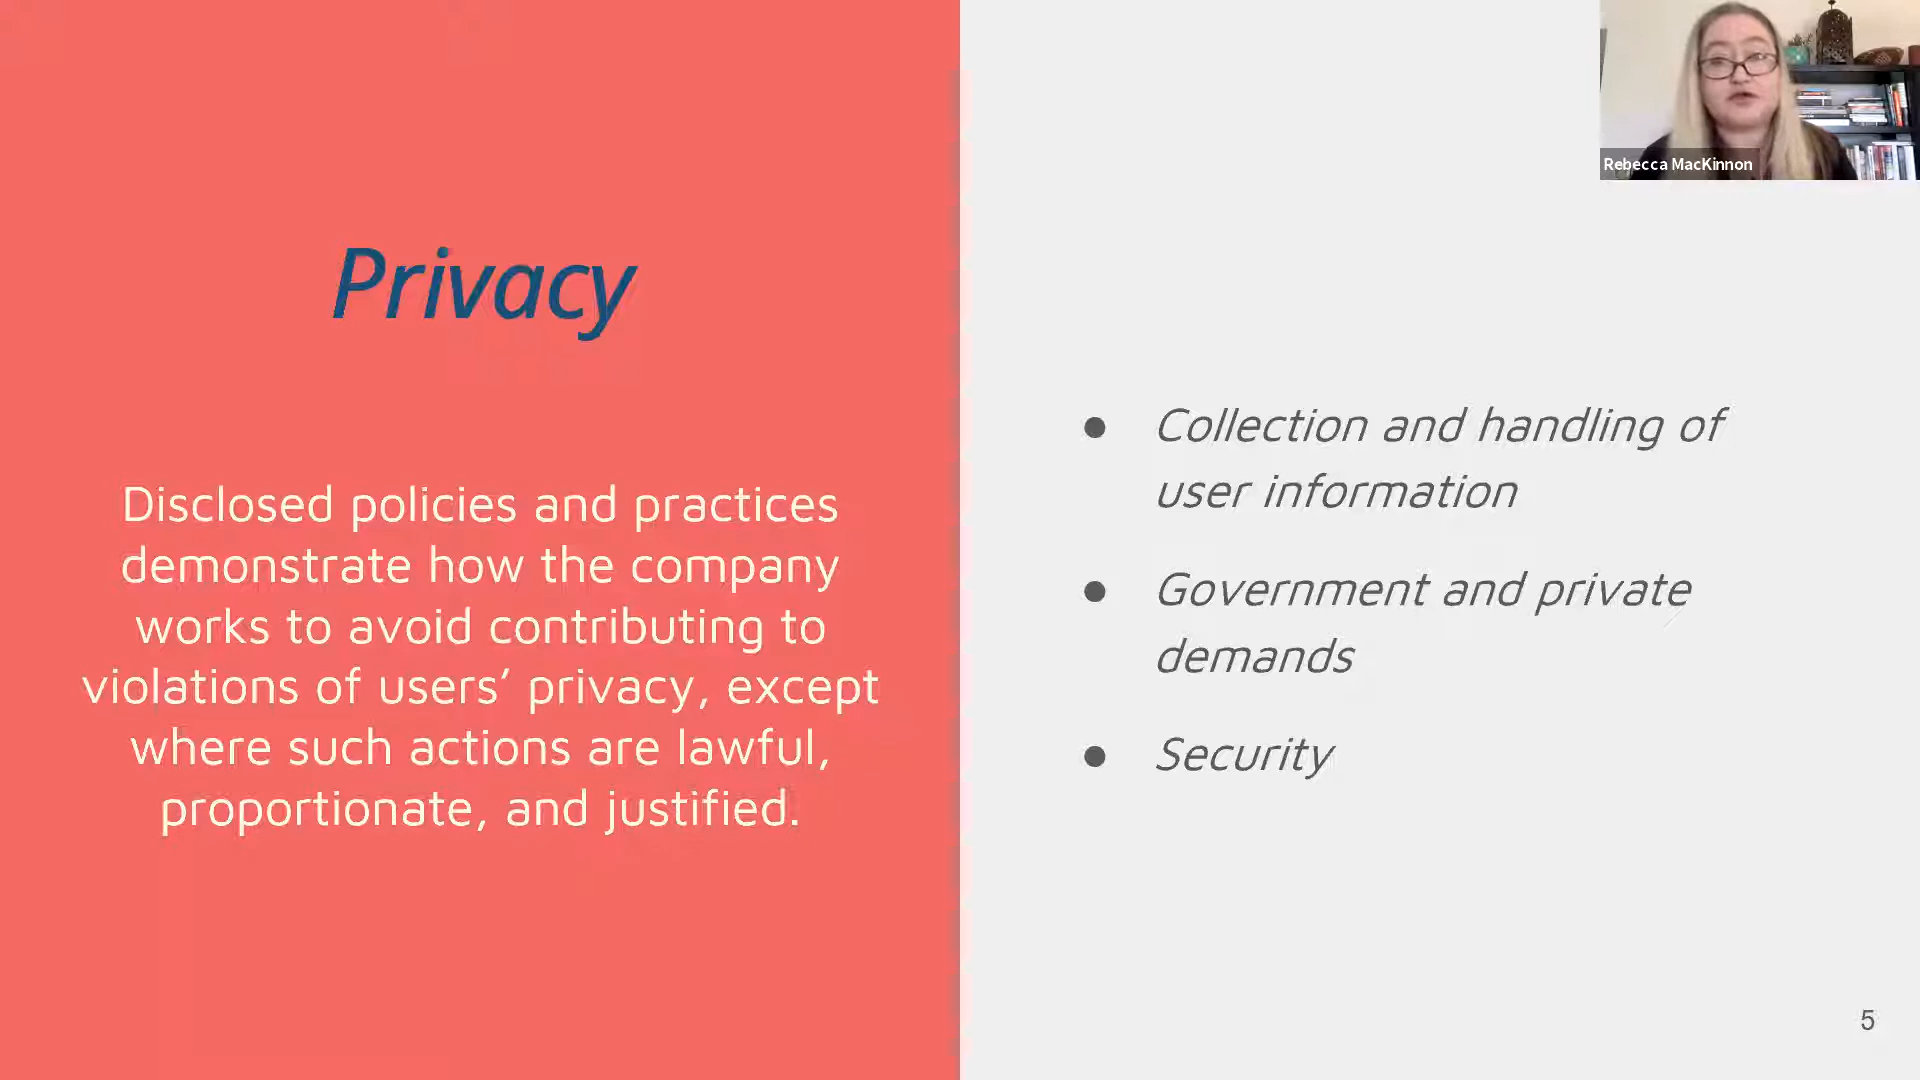 Privacy
Disclosed policies and practices
demonstrate how the company
works to avoid contributing to
violations of users’ privacy, except
where such actions are lawful,
proportionate, and justified.
● Collection and handling of
user information
● Government and private
demands
● Security
Rebecca MacKinnon
5